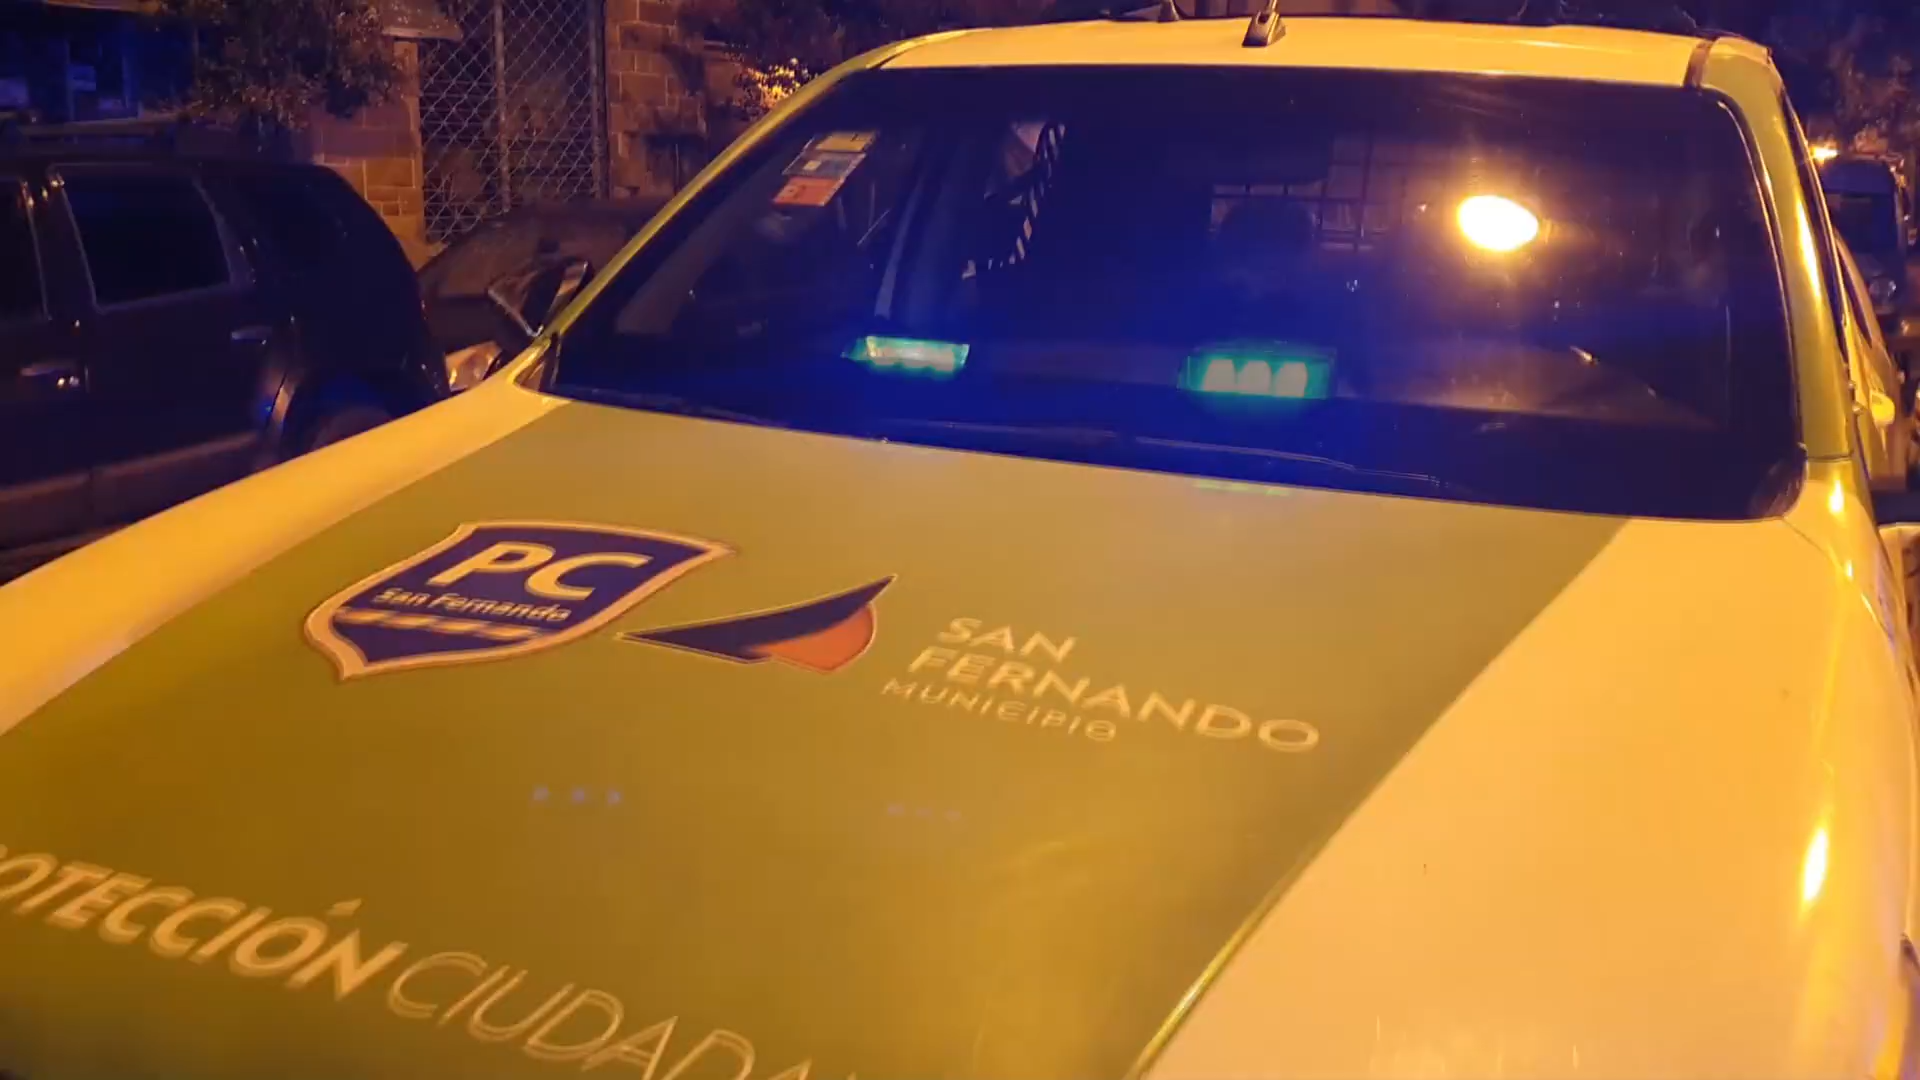 PC
San Fernando
SAN
FERNANDO
MUNICIPIO
OTECCIÓN CIUDADA